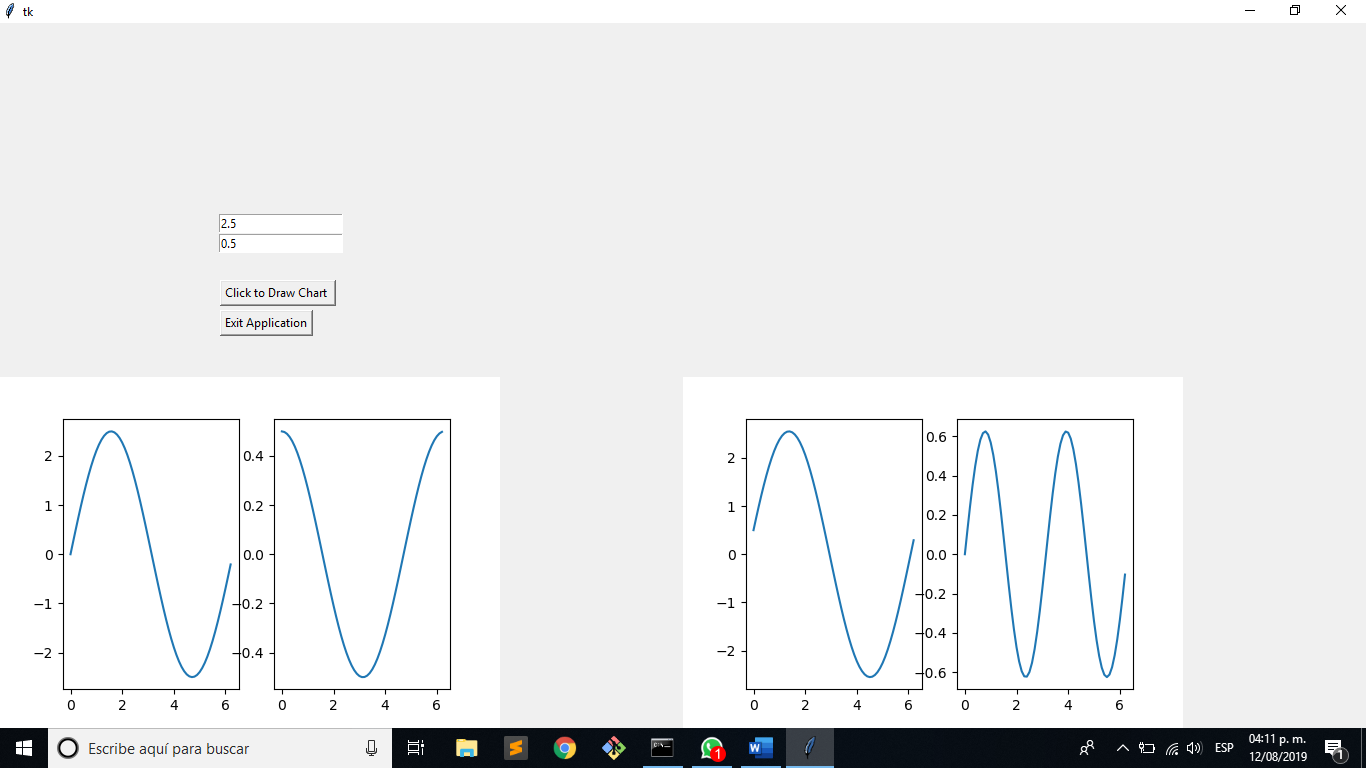 tk
2.5
0.5
Click to Draw Chart
Exit Application
2
1
0
−1
−2
0 2 4 6
0.4
0.2
0.0
−0.2
−0.4
0 2 4 6
2
1
0
−1
−2
0 2 4 6
0.6
0.4
0.2
0.0
−0.2
−0.4
−0.6
0 2 4 6
Escribe aquí para buscar
1
W
ESP
04:11 p. m.
12/08/2019
1